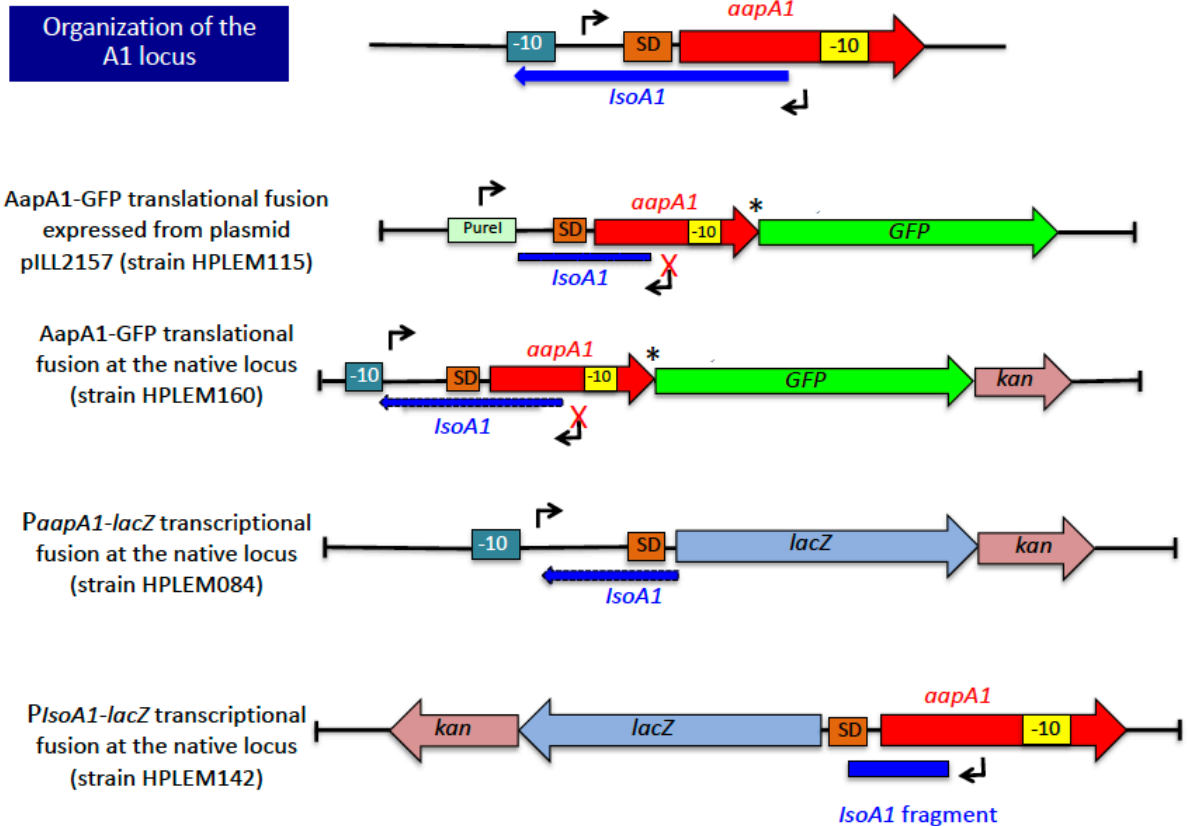 Organization of the
A1 locus
aapA1
-10
SD
-10
IsoA1
AapA1-GFP translational fusion
expressed from plasmid
pILL2157 (strain HPLEM115)
aapA1
*
PureI
SD
-10
GFP
X
IsoA1
AapA1-GFP translational
fusion at the native locus
(strain HPLEM160)
aapA1
*
-10
SD
-10
GFP
kan
X
IsoA1
PaapA1-lacZ transcriptional
fusion at the native locus
(strain HPLEM084)
-10
SD
lacZ
kan
IsoA1
PIsoA1-lacZ transcriptional
fusion at the native locus
(strain HPLEM142)
aapA1
kan
lacZ
SD
-10
IsoA1 fragment